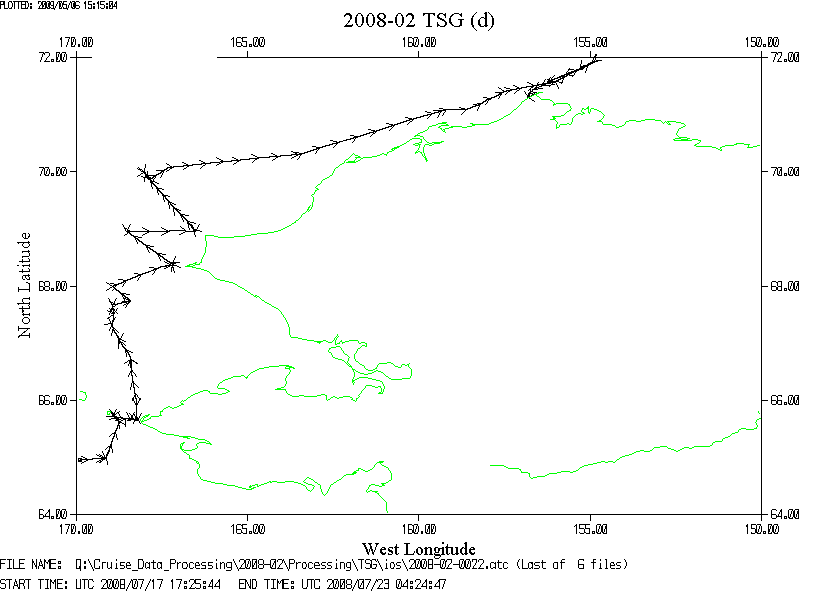 PLOTTED: 2009/05/06 15:15:04
2008-02 TSG (d)
170.00 165.00 160.00 155.00 150.00
72.00 72.00
70.00 70.00
North Latitude
68.00 68.00
66.00 66.00
64.00 64.00
170.00 165.00 160.00 155.00 150.00
West Longitude
FILE NAME: Q:\Cruise_Data_Processing\2008-02\Processing\TSG\ios\2008-02-0022.atc (Last of 6 files)
START TIME: UTC 2008/07/17 17:25:44 END TIME: UTC 2008/07/23 04:24:47